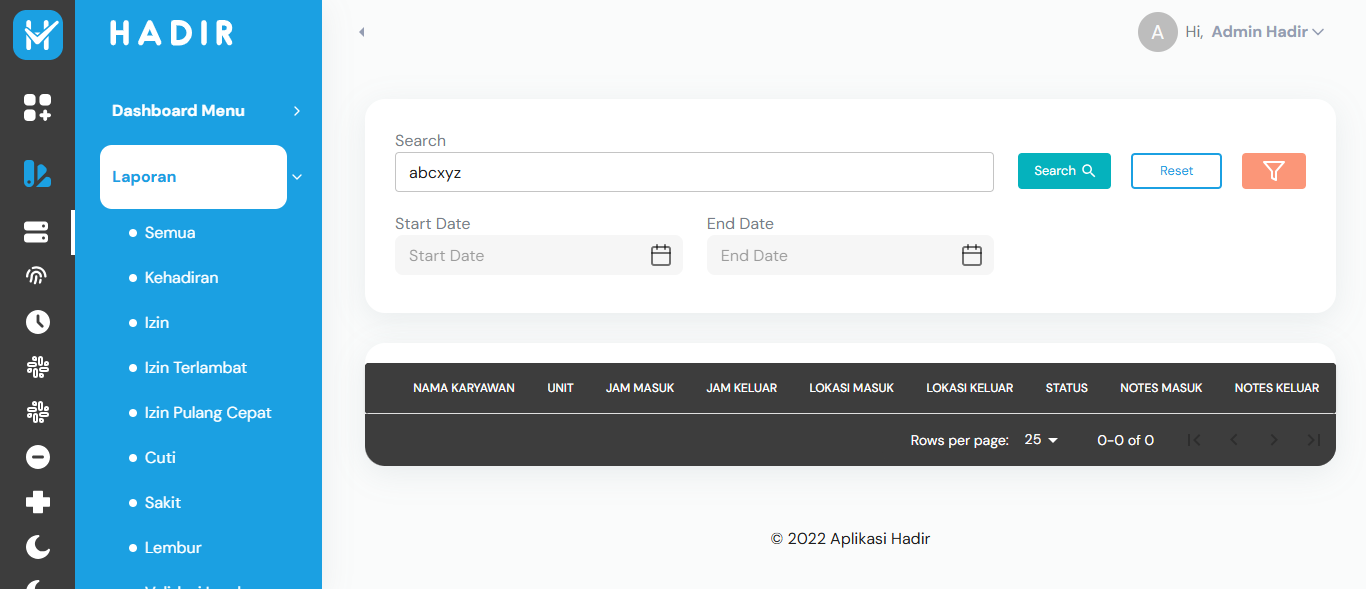 HADIR
Hi, Admin Hadir
A
Dashboard Menu
Laporan
Semua
Kehadiran
Izin
Izin Terlambat
Izin Pulang Cepat
Cuti
Sakit
Lembur
Search
abcxyz
Search
Reset
Start Date
End Date
Start Date
End Date
NAMA KARYAWAN UNIT JAM MASUK JAM KELUAR LOKASI MASUK LOKASI KELUAR STATUS NOTES MASUK NOTES KELUAR
Rows per page: 25 0-0 of 0
© 2022 Aplikasi Hadir